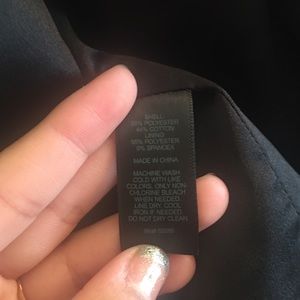 SHELL
POLYESTER
44% COTTON
LINING
95% POLYESTER
5% SPANDEX
MADE IN CHINA
MACHINE WASH
COLD WITH LIKE
COLORS, ONLY NON-
CHLORINE BLEACH
WHEN NEEDED.
LINE DRY, COOL
IRON IF NEEDED.
DO NOT DRY CLEAN